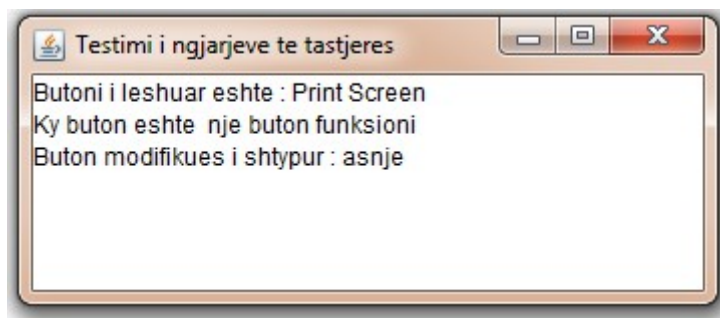 Testimi i ngjarjeve te tastjeres
Butoni i leshuar eshte : Print Screen
Ky buton eshte  nje buton funksioni
Buton modifikues i shtypur : asnje